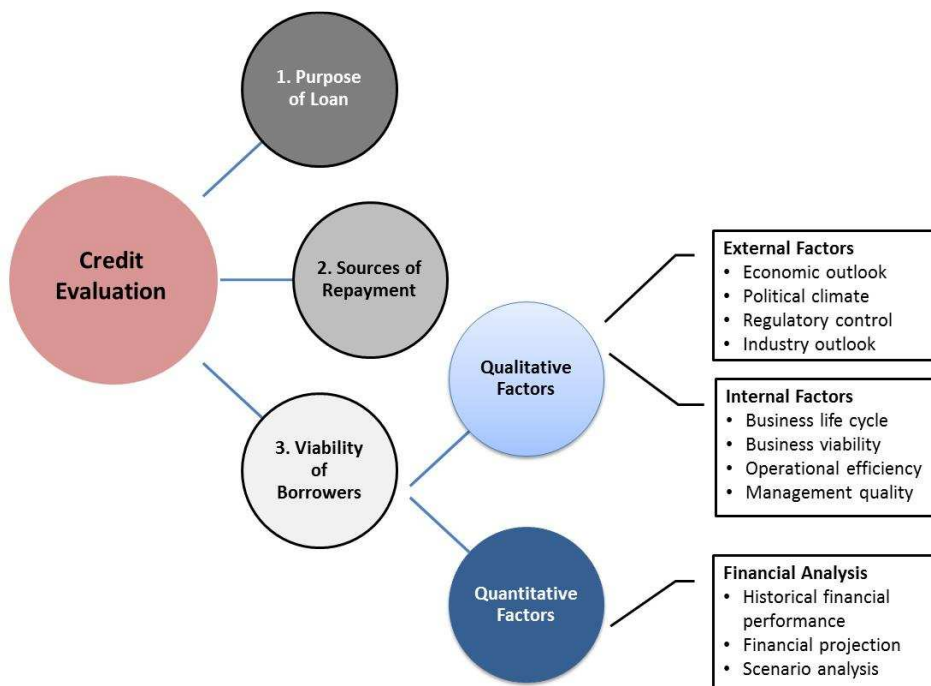 1. Purpose
of Loan
Credit
Evaluation
2. Sources of
Repayment
3. Viability
of
Borrowers
Qualitative
Factors
External Factors
• Economic outlook
• Political climate
• Regulatory control
• Industry outlook
Internal Factors
• Business life cycle
• Business viability
• Operational efficiency
• Management quality
Quantitative
Factors
Financial Analysis
• Historical financial
performance
• Financial projection
• Scenario analysis